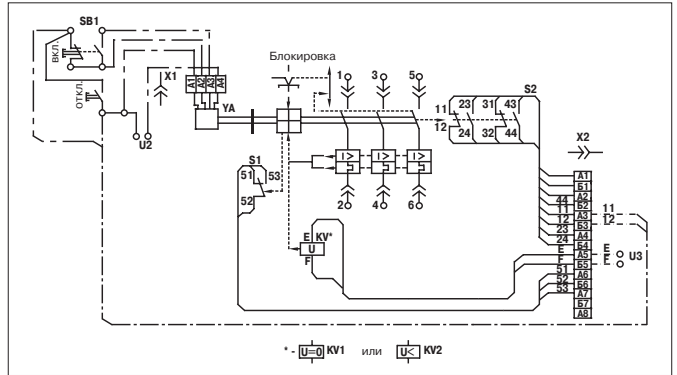 SB1
ВКЛ.
ОТКЛ.
U2
X1
A1
A2
A3
A4
YA
Блокировка
1
3
5
2
4
6
I>
I>
I>
S1
51
53
52
E KV*
U
F
S2
11
23
31
43
12
24
32
44
X2
A1
Б1
A2
44 Б2
11 A3
12 Б3
23 A4
24 Б4
E A5
F Б5
51 A6
52 Б6
53 A7
Б7
A8
11
12
E
F
U3
* - U=0 KV1 или U< KV2